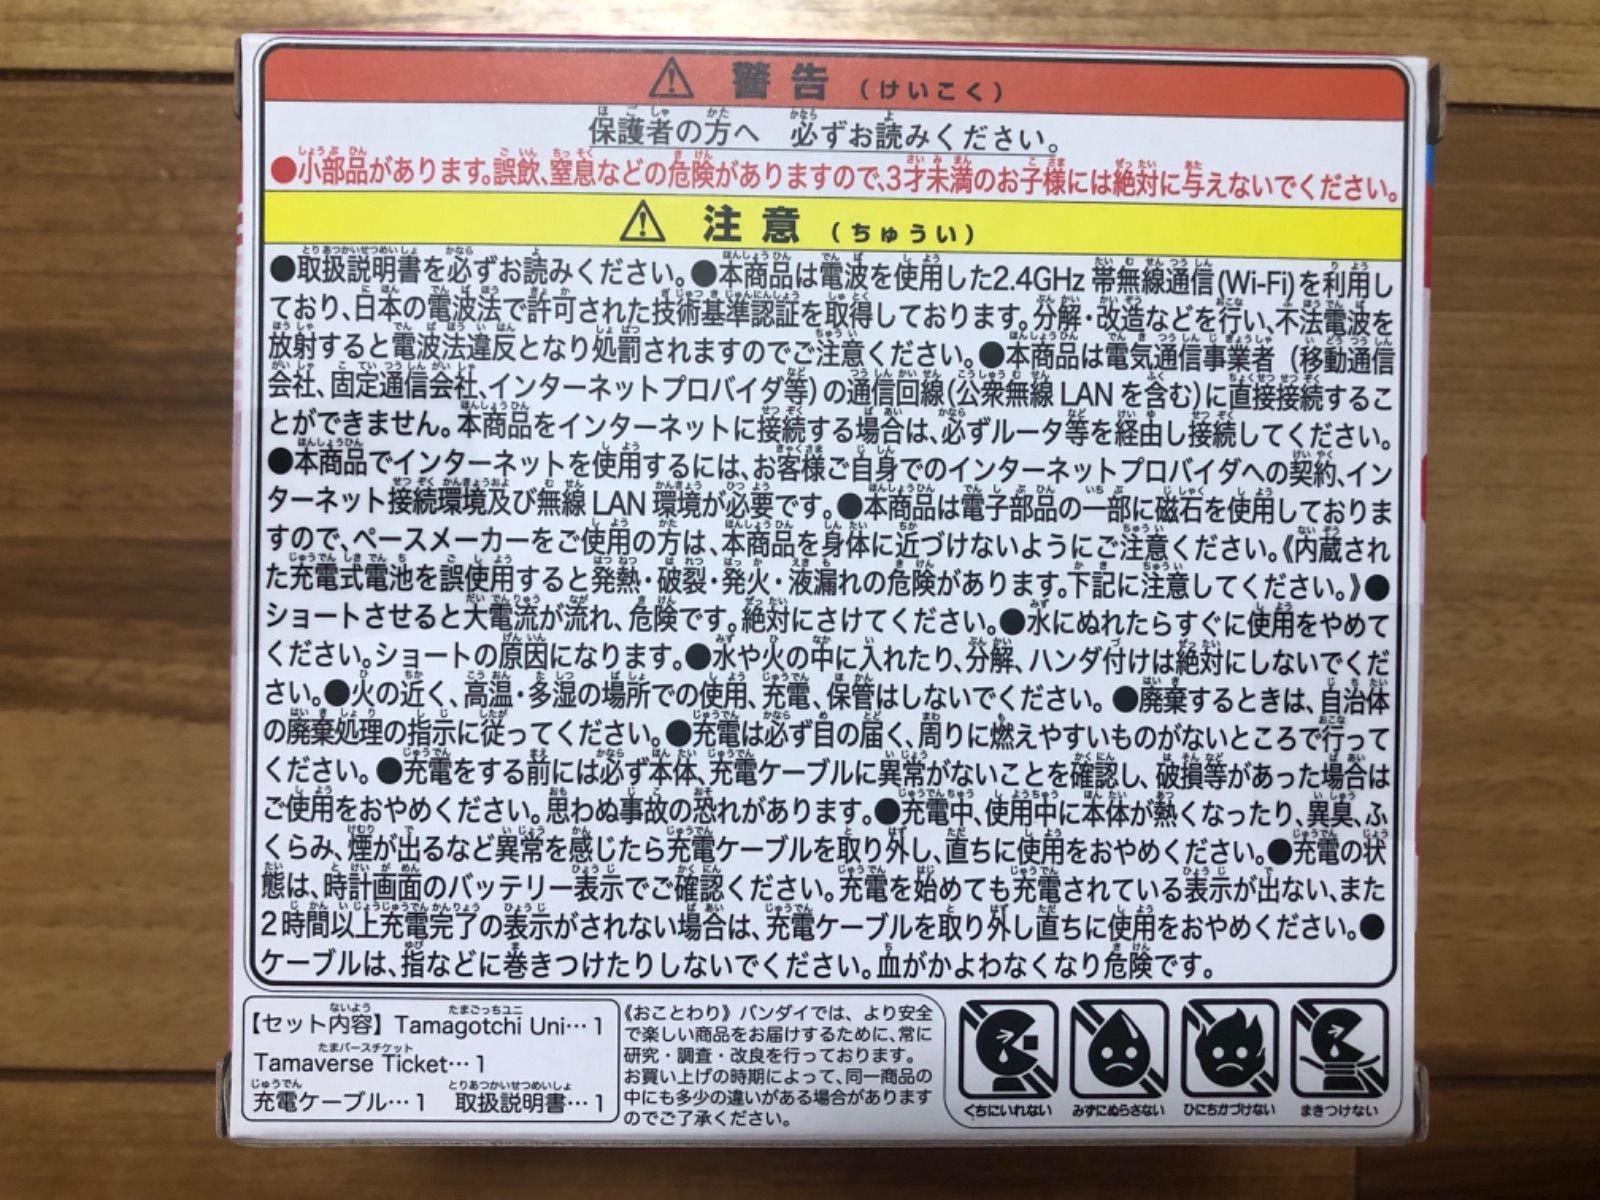 ⚠ 警告 (けいこく)
保護者の方へ 必ずお読みください。
●小部品があります。誤飲、窒息などの危険がありますので、3才未満のお子様には絶対に与えないでください。
⚠ 注意 (ちゅうい)
●取扱説明書を必ずお読みください。●本商品は電波を使用した2.4GHz 帯無線通信(Wi-Fi)を利用し
ており、日本の電波法で許可された技術基準認証を取得しております。分解・改造などを行い、不法電波を
放射すると電波法違反となり処罰されますのでご注意ください。●本商品は電気通信事業者 (移動通信
会社、固定通信会社、インターネットプロバイダ等) の通信回線(公衆無線 LAN を含む)に直接接続するこ
とができません。本商品をインターネットに接続する場合は、必ずルータ等を経由し接続してください。
●本商品でインターネットを使用するには、お客様ご自身でのインターネットプロバイダへの契約、イン
ターネット接続環境及び無線 LAN 環境が必要です。●本商品は電子部品の一部に磁石を使用しておりま
すので、ペースメーカーをご使用の方は、本商品を身体に近づけないようにご注意ください。《内蔵され
た充電式電池を誤使用すると発熱・破裂・発火・液漏れの危険があります。下記に注意してください。》●
ショートさせると大電流が流れ、危険です。絶対にさけてください。●水にぬれたらすぐに使用をやめて
ください。ショートの原因になります。●水や火の中に入れたり、分解、ハンダ付けは絶対にしないでくだ
さい。●火の近く、高温・多湿の場所での使用、充電、保管はしないでください。●廃棄するときは、自治体
の廃棄処理の指示に従ってください。●充電は必ず目の届く、周りに燃えやすいものがないところで行って
ください。●充電をする前には必ず本体、充電ケーブルに異常がないことを確認し、破損等があった場合は
ご使用をおやめください。思わぬ事故の恐れがあります。●充電中、使用中に本体が熱くなったり、異臭、ふ
くらみ、煙が出るなど異常を感じたら充電ケーブルを取り外し、直ちに使用をおやめください。●充電の状
態は、時計画面のバッテリー表示でご確認ください。充電を始めても充電されている表示が出ない、また
2時間以上充電完了の表示がされない場合は、充電ケーブルを取り外し直ちに使用をおやめください。●
ケーブルは、指などに巻きつけたりしないでください。血がかよわなくなり危険です。
【セット内容】 Tamagotchi Uni…1
Tamaverse Ticket…1
充電ケーブル…1 取扱説明書…1
《おことわり》バンダイでは、より安全
で楽しい商品をお届けするために、常に
研究・調査・改良を行っております。
お買い上げの時期によって、同一商品の
中にも多少の違いがある場合があります
のでご了承ください。
くちにいれない みずにぬらさない ひにちかづけない まきつけない